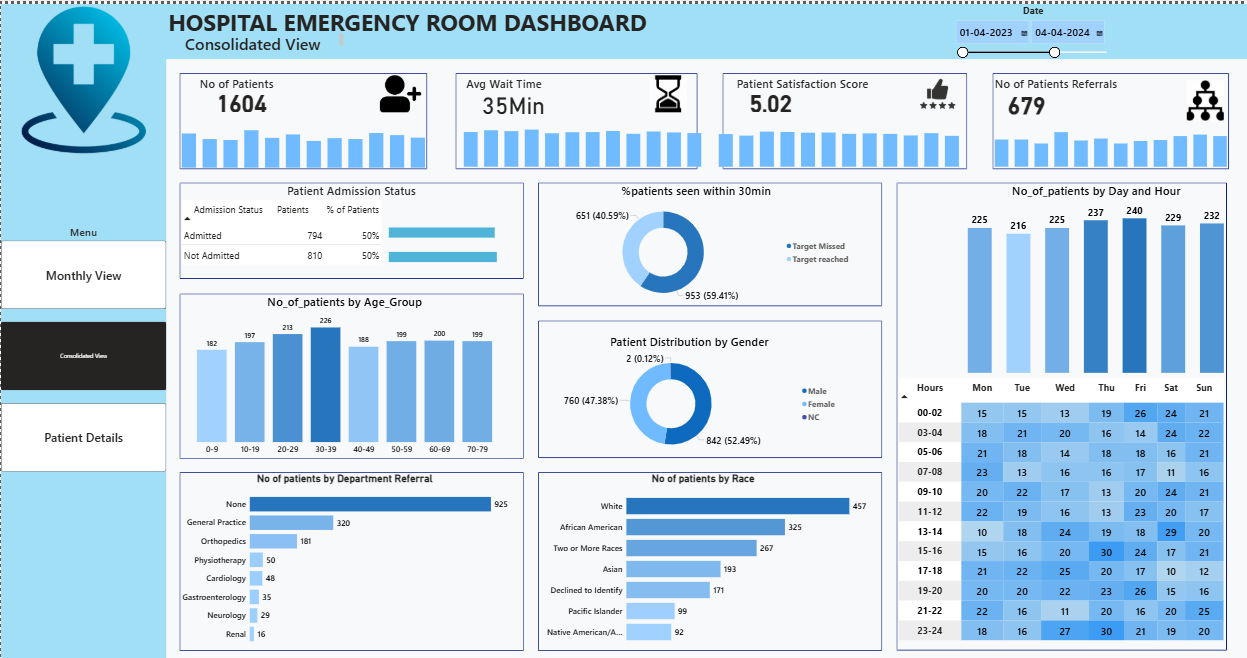 HOSPITAL EMERGENCY ROOM DASHBOARD
Consolidated View
Date
01-04-2023 04-04-2024
No of Patients
1604
Avg Wait Time
35Min
Patient Satisfaction Score
5.02
No of Patients Referrals
679
Menu
Monthly View
Consolidated View
Patient Details
Patient Admission Status
Admission Status Patients % of Patients
Admitted 794 50%
Not Admitted 810 50%
%patients seen within 30min
651 (40.59%)
Target Missed
Target reached
953 (59.41%)
No_of_patients by Age_Group
182 197 213 226 188 199 200 199
0-9 10-19 20-29 30-39 40-49 50-59 60-69 70-79
Patient Distribution by Gender
2 (0.12%)
760 (47.38%)
Male
Female
NC
842 (52.49%)
No of patients by Department Referral
None 925
General Practice 320
Orthopedics 181
Physiotherapy 50
Cardiology 48
Gastroenterology 35
Neurology 29
Renal 16
No of patients by Race
White 457
African American 325
Two or More Races 267
Asian 193
Declined to Identify 171
Pacific Islander 99
Native American/A... 92
No_of_patients by Day and Hour
225 216 225 237 240 229 232
Hours Mon Tue Wed Thu Fri Sat Sun
00-02 15 15 13 19 26 24 21
03-04 18 21 20 16 14 24 22
05-06 21 18 14 18 18 16 21
07-08 23 13 16 16 17 11 16
09-10 20 22 17 13 20 24 21
11-12 22 19 16 13 23 20 17
13-14 10 18 24 19 18 29 20
15-16 15 16 20 30 24 17 21
17-18 21 22 25 20 17 10 12
19-20 20 20 22 23 26 15 16
21-22 22 16 11 20 16 20 25
23-24 18 16 27 30 21 19 20